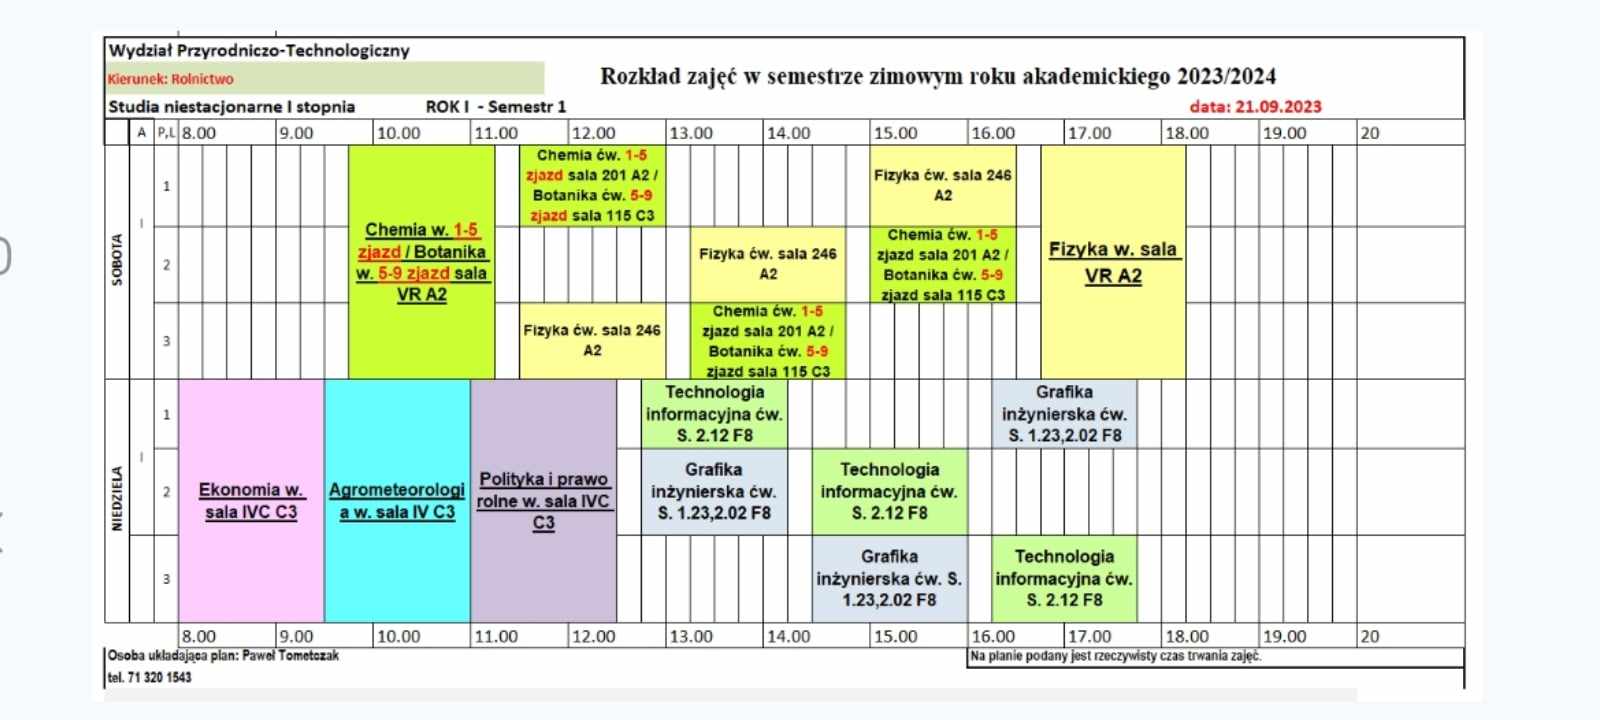 Wydział Przyrodniczo-Technologiczny
Kierunek: Rolnictwo
Rozkład zajęć w semestrze zimowym roku akademickiego 2023/2024
Studia niestacjonarne I stopnia ROK I - Semestr 1
data: 21.09.2023
A P,L 8.00 9.00 10.00 11.00 12.00 13.00 14.00 15.00 16.00 17.00 18.00 19.00 20
SOBOTA
I
1
2
3
Chemia w. 1-5
zjazd / Botanika
w. 5-9 zjazd sala
VR A2
Chemia ćw. 1-5
zjazd sala 201 A2 /
Botanika ćw. 5-9
zjazd sala 115 C3
Fizyka ćw. sala 246
A2
Fizyka ćw. sala 246
A2
Chemia ćw. 1-5
zjazd sala 201 A2 /
Botanika ćw. 5-9
zjazd sala 115 C3
Fizyka ćw. sala 246
A2
Chemia ćw. 1-5
zjazd sala 201 A2 /
Botanika ćw. 5-9
zjazd sala 115 C3
Fizyka w. sala
VR A2
NIEDZIELA
I
1
2
3
Ekonomia w.
sala IVC C3
Agrometeorologi
a w. sala IV C3
Polityka i prawo
rolne w. sala IVC
C3
Technologia
informacyjna ćw.
S. 2.12 F8
Grafika
inżynierska ćw.
S. 1.23,2.02 F8
Grafika
inżynierska ćw.
S. 1.23,2.02 F8
Technologia
informacyjna ćw.
S. 2.12 F8
Grafika
inżynierska ćw. S.
1.23,2.02 F8
Technologia
informacyjna ćw.
S. 2.12 F8
8.00 9.00 10.00 11.00 12.00 13.00 14.00 15.00 16.00 17.00 18.00 19.00 20
Osoba układająca plan: Paweł Tometczak
Na planie podany jest rzeczywisty czas trwania zajęć.
tel. 71 320 1543